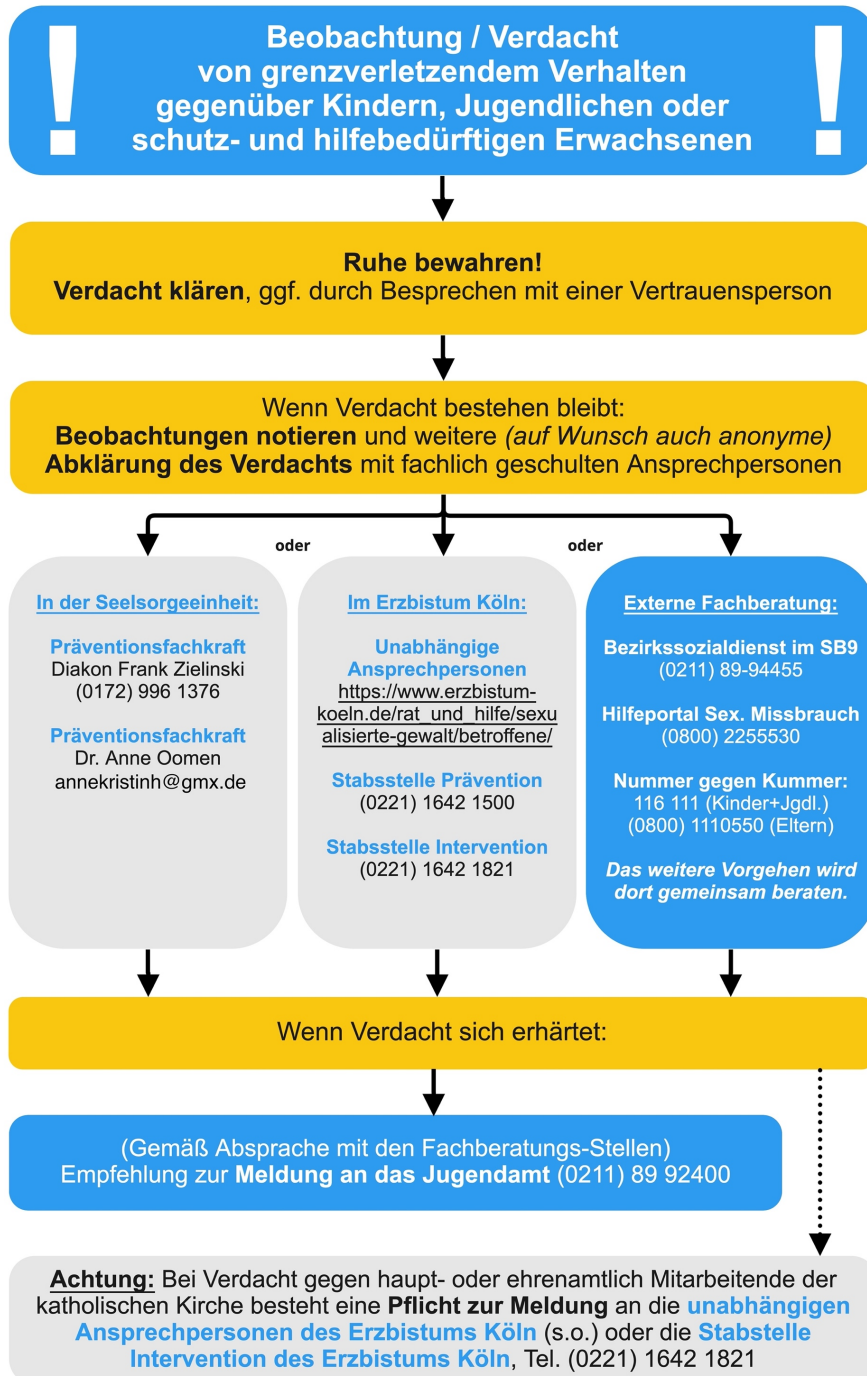 !
Beobachtung / Verdacht
von grenzverletzendem Verhalten
gegenüber Kindern, Jugendlichen oder
schutz- und hilfebedürftigen Erwachsenen
!
Ruhe bewahren!
Verdacht klären, ggf. durch Besprechen mit einer Vertrauensperson
Wenn Verdacht bestehen bleibt:
Beobachtungen notieren und weitere (auf Wunsch auch anonyme)
Abklärung des Verdachts mit fachlich geschulten Ansprechpersonen
oder
oder
In der Seelsorgeeinheit:
Präventionsfachkraft
Diakon Frank Zielinski
(0172) 996 1376
Präventionsfachkraft
Dr. Anne Oomen
annekristinh@gmx.de
Im Erzbistum Köln:
Unabhängige
Ansprechpersonen
https://www.erzbistum-
koeln.de/rat_und_hilfe/sexu
alisierte-gewalt/betroffene/
Stabsstelle Prävention
(0221) 1642 1500
Stabsstelle Intervention
(0221) 1642 1821
Externe Fachberatung:
Bezirkssozialdienst im SB9
(0211) 89-94455
Hilfeportal Sex. Missbrauch
(0800) 2255530
Nummer gegen Kummer:
116 111 (Kinder+Jgdl.)
(0800) 1110550 (Eltern)
Das weitere Vorgehen wird
dort gemeinsam beraten.
Wenn Verdacht sich erhärtet:
(Gemäß Absprache mit den Fachberatungs-Stellen)
Empfehlung zur Meldung an das Jugendamt (0211) 89 92400
Achtung: Bei Verdacht gegen haupt- oder ehrenamtlich Mitarbeitende der
katholischen Kirche besteht eine Pflicht zur Meldung an die unabhängigen
Ansprechpersonen des Erzbistums Köln (s.o.) oder die Stabstelle
Intervention des Erzbistums Köln, Tel. (0221) 1642 1821